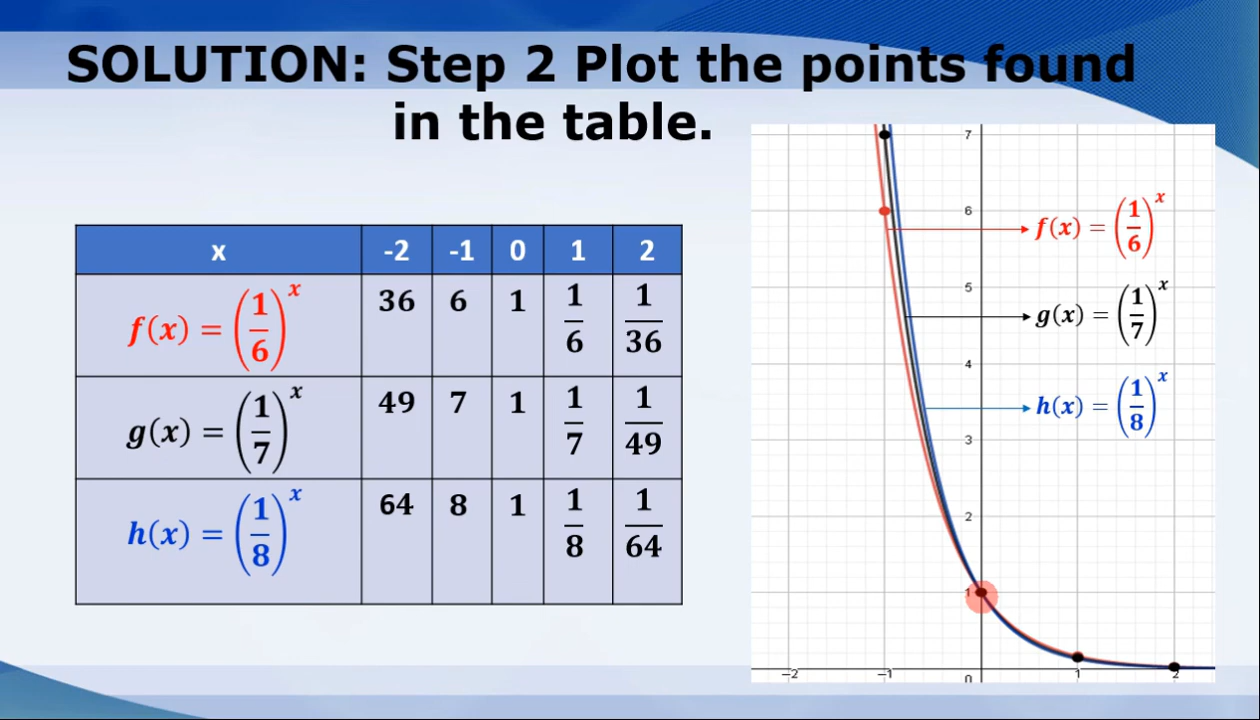 SOLUTION: Step 2 Plot the points found
in the table.
x -2 -1 0 1 2
f(x) = (1/6)^x 36 6 1 1/6 1/36
g(x) = (1/7)^x 49 7 1 1/7 1/49
h(x) = (1/8)^x 64 8 1 1/8 1/64
7
6
f(x) = (1/6)^x
5
g(x) = (1/7)^x
4
h(x) = (1/8)^x
3
2
1
-2 -1 0 1 2